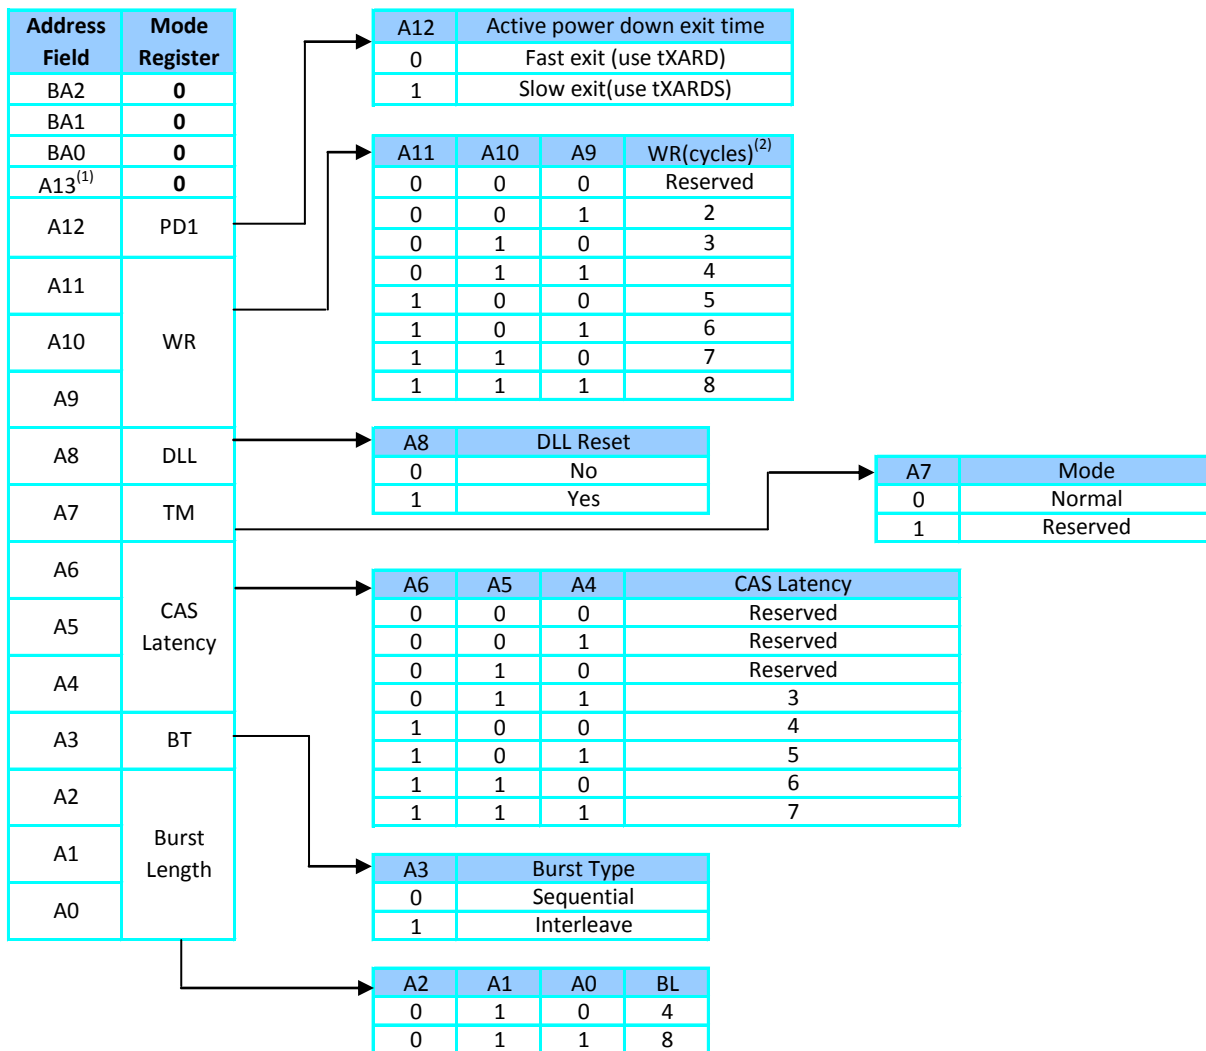 Address Field Mode Register
BA2 0
BA1 0
BA0 0
A13(1) 0
A12 PD1
A11
A10 WR
A9
A8 DLL
A7 TM
A6
A5 CAS Latency
A4
A3 BT
A2
A1 Burst Length
A0
A12 Active power down exit time
0 Fast exit (use tXARD)
1 Slow exit(use tXARDS)
A11 A10 A9 WR(cycles)(2)
0 0 0 Reserved
0 0 1 2
0 1 0 3
0 1 1 4
1 0 0 5
1 0 1 6
1 1 0 7
1 1 1 8
A8 DLL Reset
0 No
1 Yes
A7 Mode
0 Normal
1 Reserved
A6 A5 A4 CAS Latency
0 0 0 Reserved
0 0 1 Reserved
0 1 0 Reserved
0 1 1 3
1 0 0 4
1 0 1 5
1 1 0 6
1 1 1 7
A3 Burst Type
0 Sequential
1 Interleave
A2 A1 A0 BL
0 1 0 4
0 1 1 8